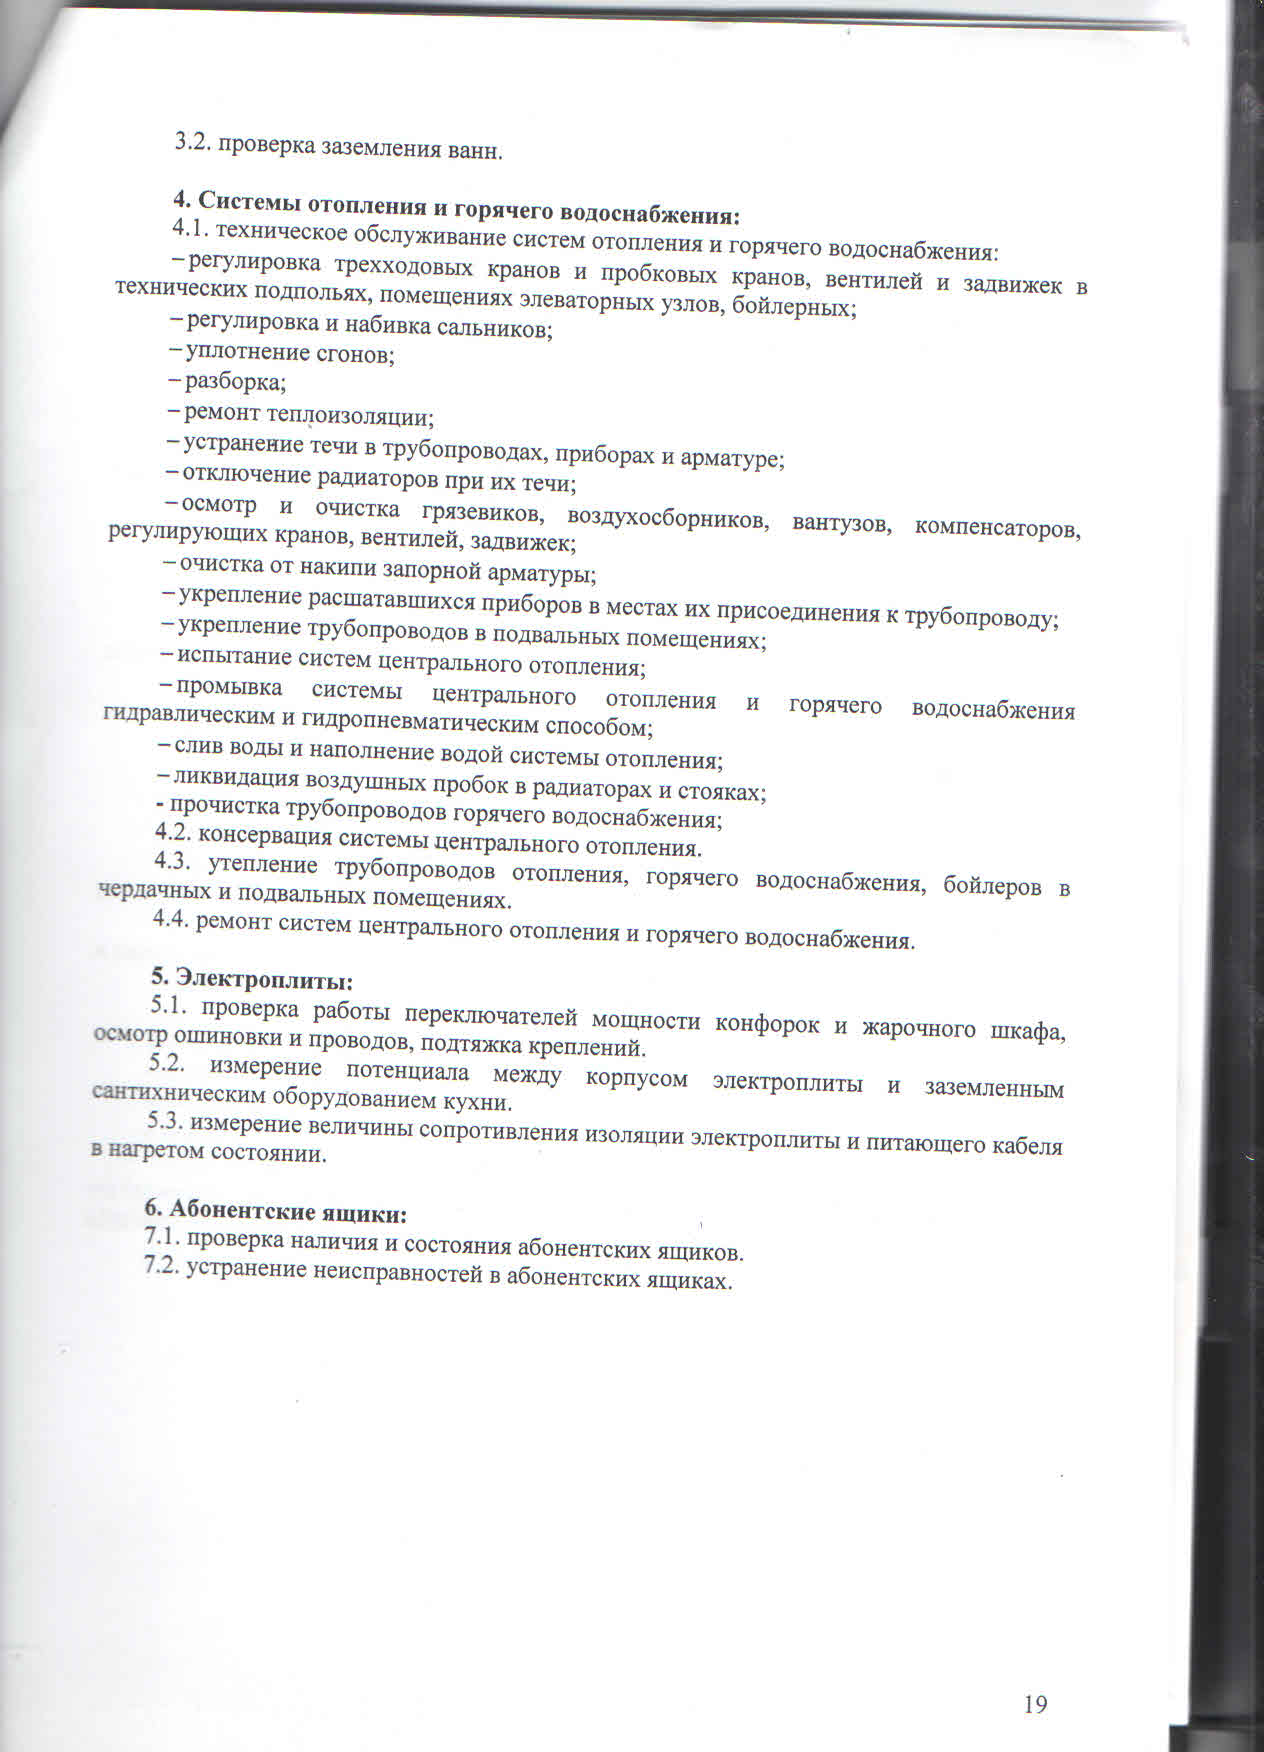 3.2. проверка заземления ванн.
4. Системы отопления и горячего водоснабжения:
4.1. техническое обслуживание систем отопления и горячего водоснабжения:
–регулировка трехходовых кранов и пробковых кранов, вентилей и задвижек в
технических подпольях, помещениях элеваторных узлов, бойлерных;
–регулировка и набивка сальников;
–уплотнение сгонов;
–разборка;
–ремонт теплоизоляции;
–устранение течи в трубопроводах, приборах и арматуре;
–отключение радиаторов при их течи;
–осмотр и очистка грязевиков, воздухосборников, вантузов, компенсаторов,
регулирующих кранов, вентилей, задвижек;
–очистка от накипи запорной арматуры;
–укрепление расшатавшихся приборов в местах их присоединения к трубопроводу;
–укрепление трубопроводов в подвальных помещениях;
–испытание систем центрального отопления;
–промывка системы центрального отопления и горячего водоснабжения
гидравлическим и гидропневматическим способом;
–слив воды и наполнение водой системы отопления;
–ликвидация воздушных пробок в радиаторах и стояках;
- прочистка трубопроводов горячего водоснабжения;
4.2. консервация системы центрального отопления.
4.3. утепление трубопроводов отопления, горячего водоснабжения, бойлеров в
чердачных и подвальных помещениях.
4.4. ремонт систем центрального отопления и горячего водоснабжения.
5. Электроплиты:
5.1. проверка работы переключателей мощности конфорок и жарочного шкафа,
осмотр ошиновки и проводов, подтяжка креплений.
5.2. измерение потенциала между корпусом электроплиты и заземленным
сантихническим оборудованием кухни.
5.3. измерение величины сопротивления изоляции электроплиты и питающего кабеля
в нагретом состоянии.
6. Абонентские ящики:
7.1. проверка наличия и состояния абонентских ящиков.
7.2. устранение неисправностей в абонентских ящиках.
19